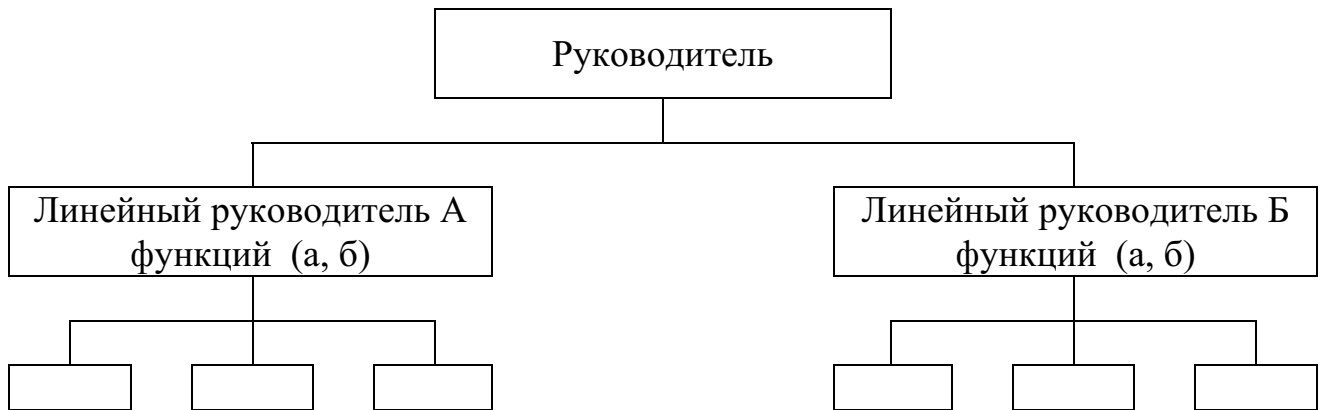 Руководитель
Линейный руководитель А
функций (а, б)
Линейный руководитель Б
функций (а, б)